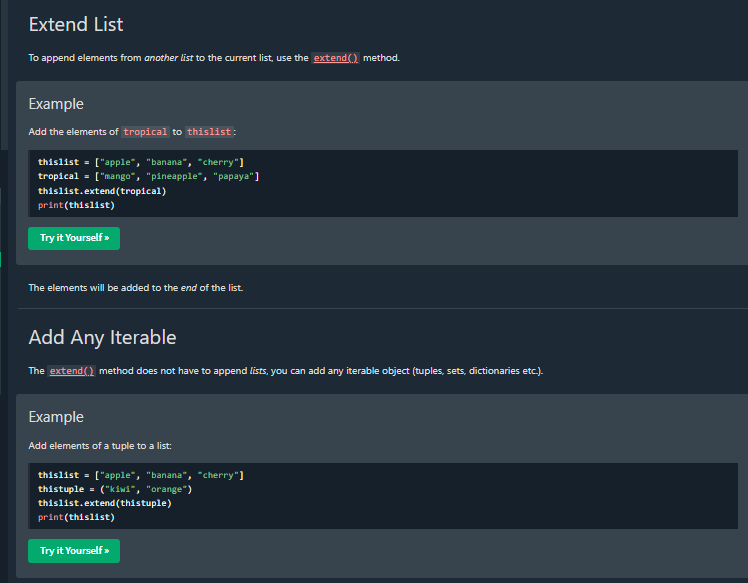 Extend List
To append elements from another list to the current list, use the extend() method.
Example
Add the elements of tropical to thislist:
thislist = ["apple", "banana", "cherry"]
tropical = ["mango", "pineapple", "papaya"]
thislist.extend(tropical)
print(thislist)
Try it Yourself »
The elements will be added to the end of the list.
Add Any Iterable
The extend() method does not have to append lists, you can add any iterable object (tuples, sets, dictionaries etc.).
Example
Add elements of a tuple to a list:
thislist = ["apple", "banana", "cherry"]
thistuple = ("kiwi", "orange")
thislist.extend(thistuple)
print(thislist)
Try it Yourself »